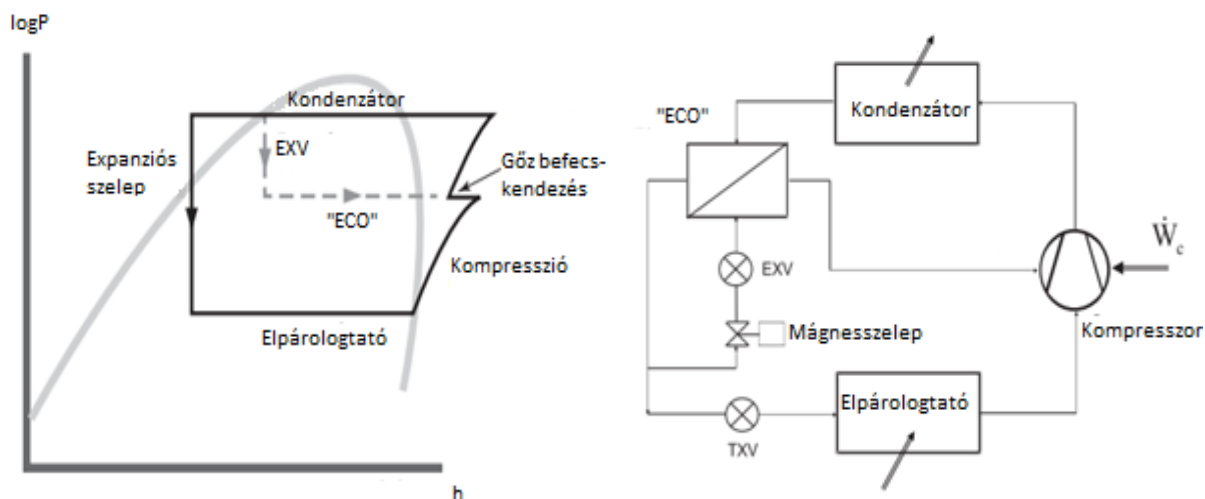 logP
Kondenzátor
EXV
Expanziós
szelep
Gőz befecs-
kendezés
"ECO"
Kompresszió
Elpárologtató
h
"ECO"
Kondenzátor
Ẇc
EXV
Mágnesszelep
Kompresszor
Elpárologtató
TXV